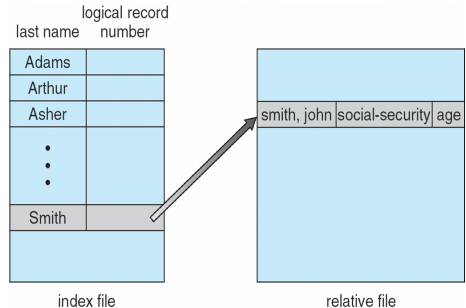 last name
logical record
number
Adams
Arthur
Asher
Smith
smith, john social-security age
index file
relative file